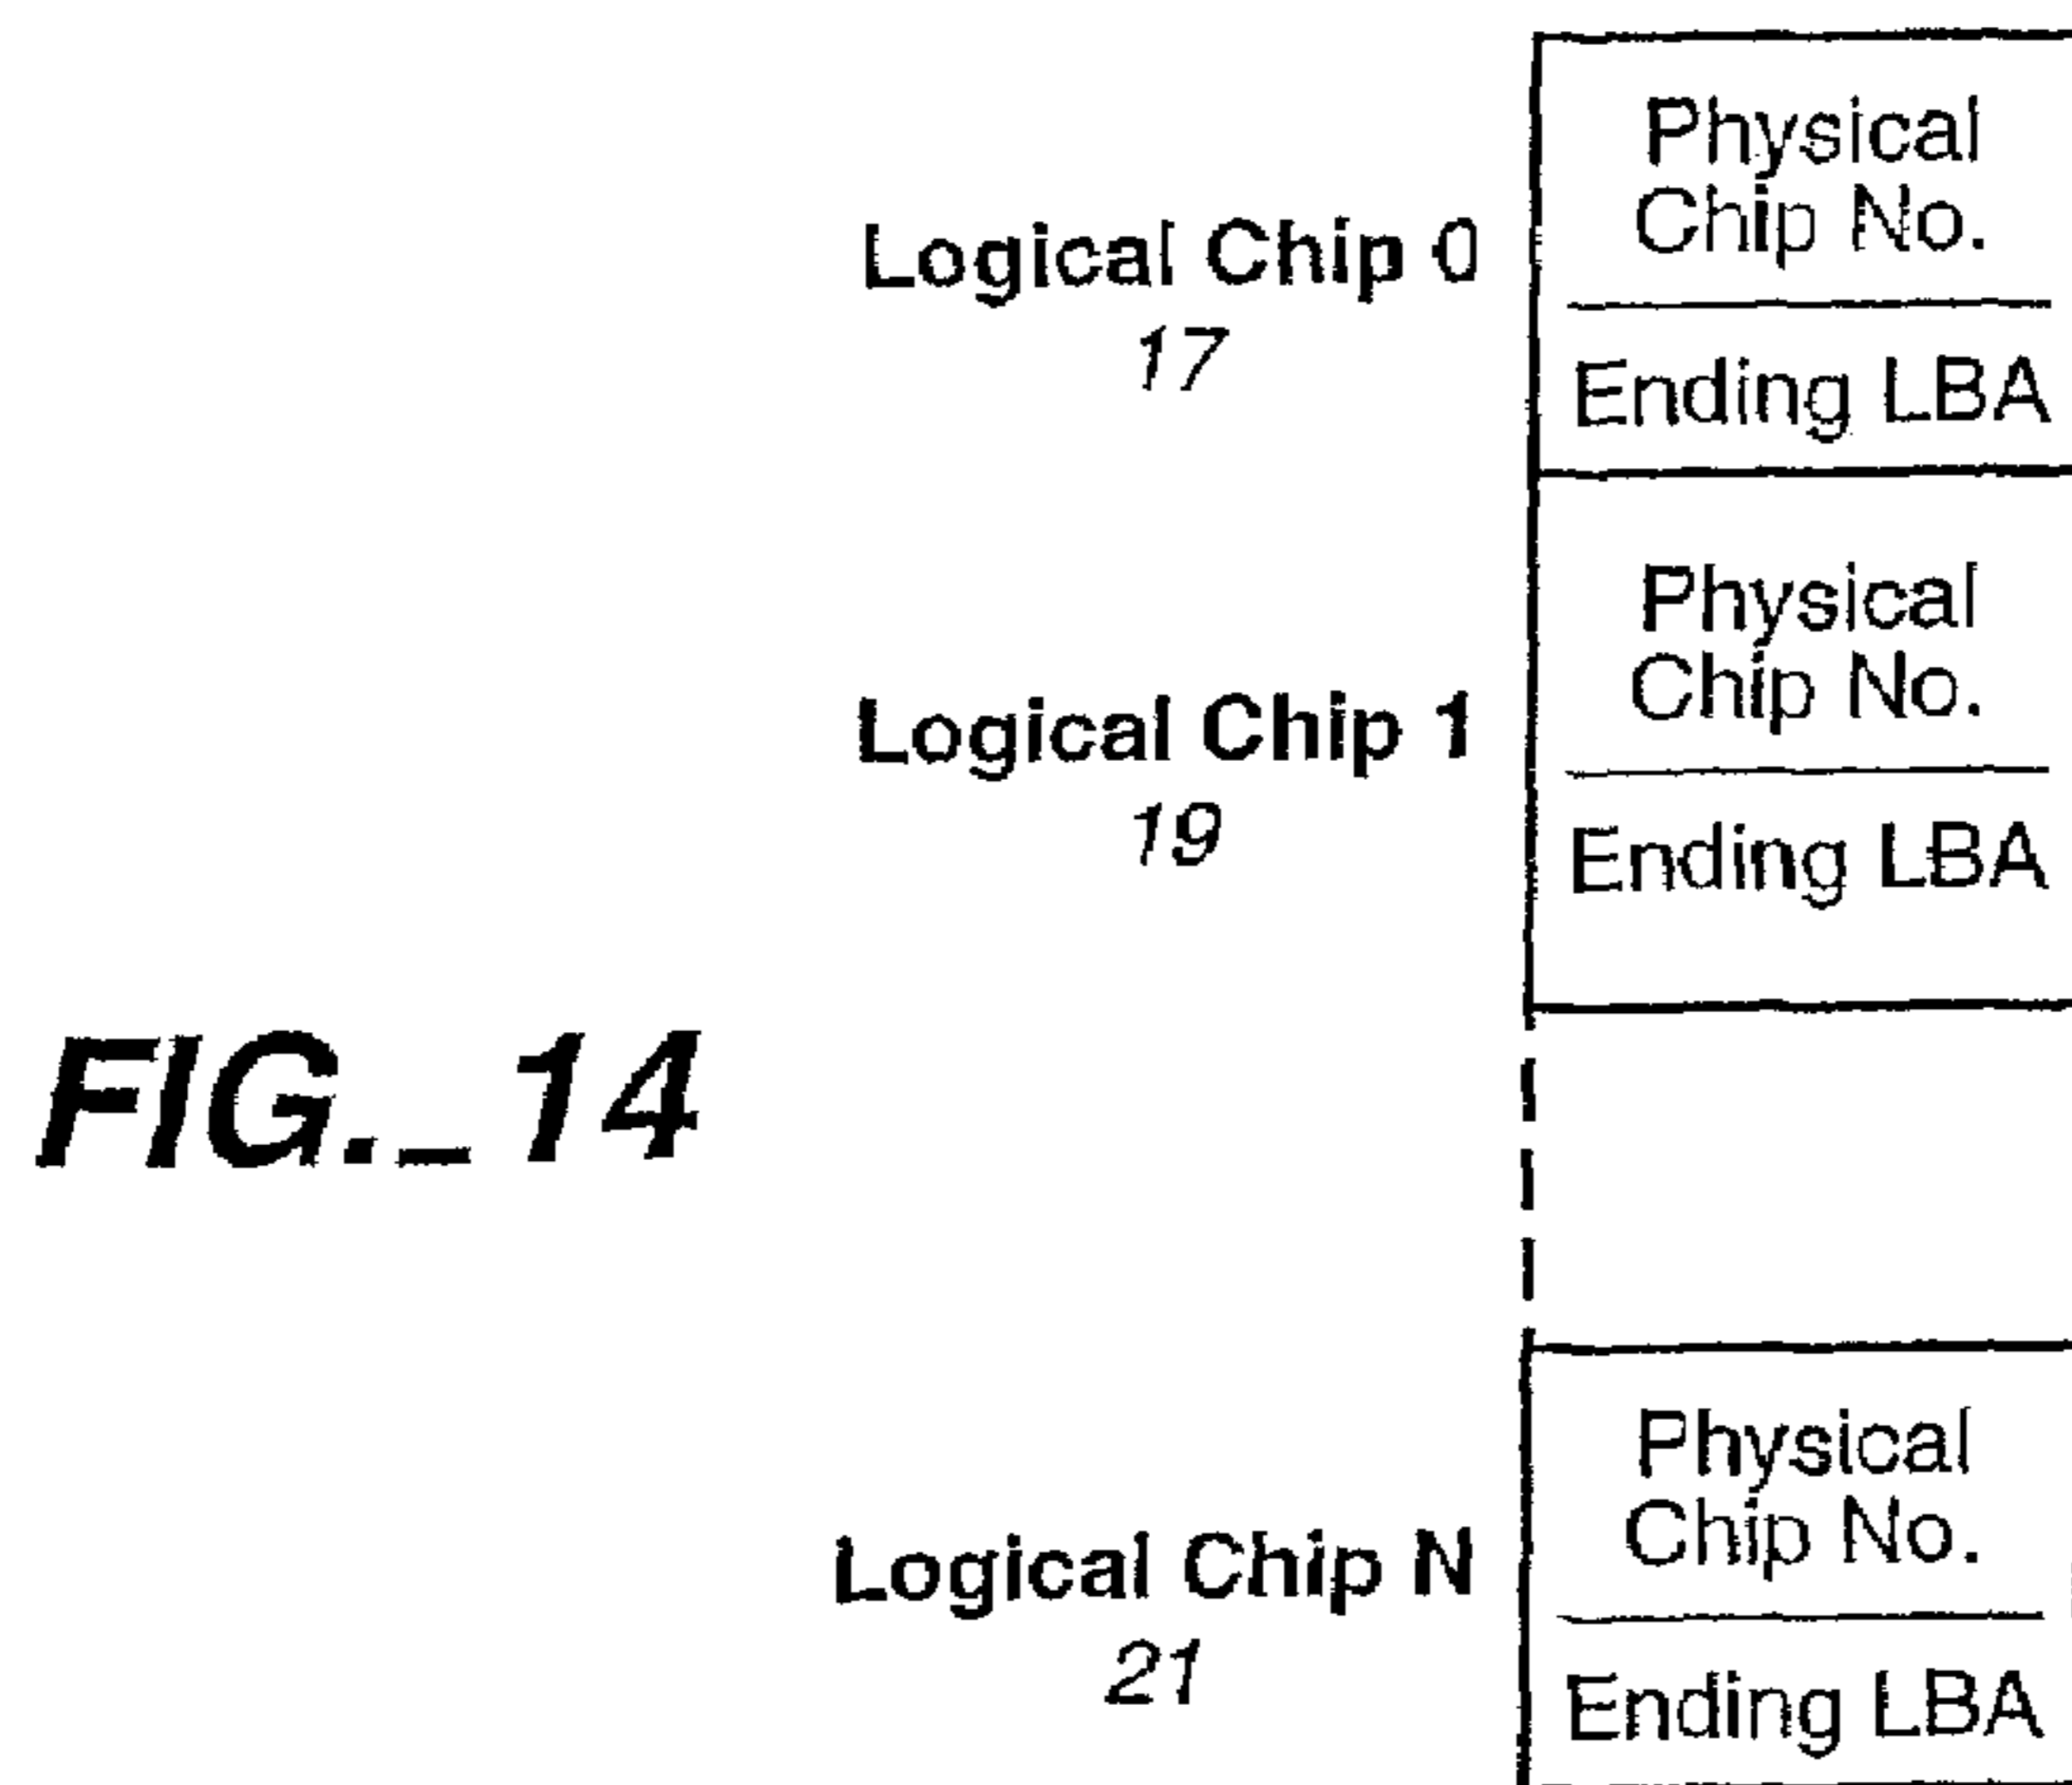 Physical
Chip No.
Logical Chip 0
17
Ending LBA
Physical
Chip No.
Logical Chip 1
19
Ending LBA
FIG._14
Physical
Chip No.
Logical Chip N
21
Ending LBA